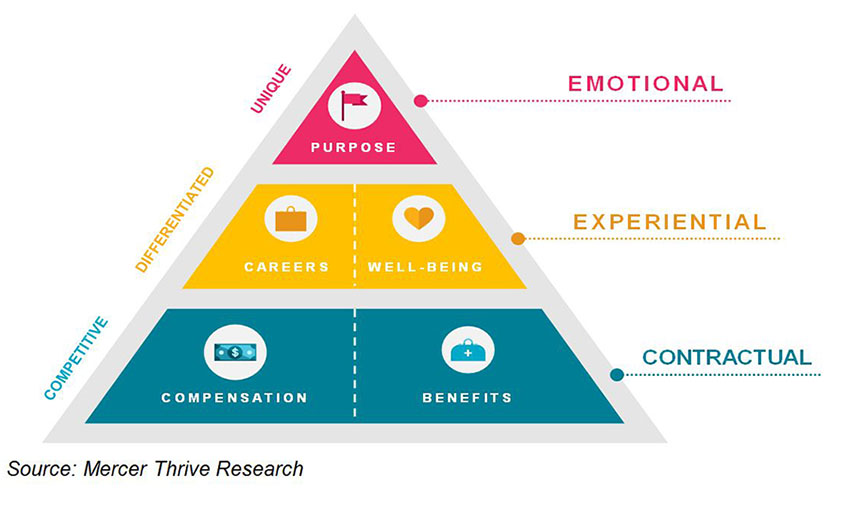 UNIQUE
EMOTIONAL
PURPOSE
DIFFERENTIATED
EXPERIENTIAL
CAREERS
WELL-BEING
COMPETITIVE
CONTRACTUAL
$
COMPENSATION
BENEFITS
Source: Mercer Thrive Research